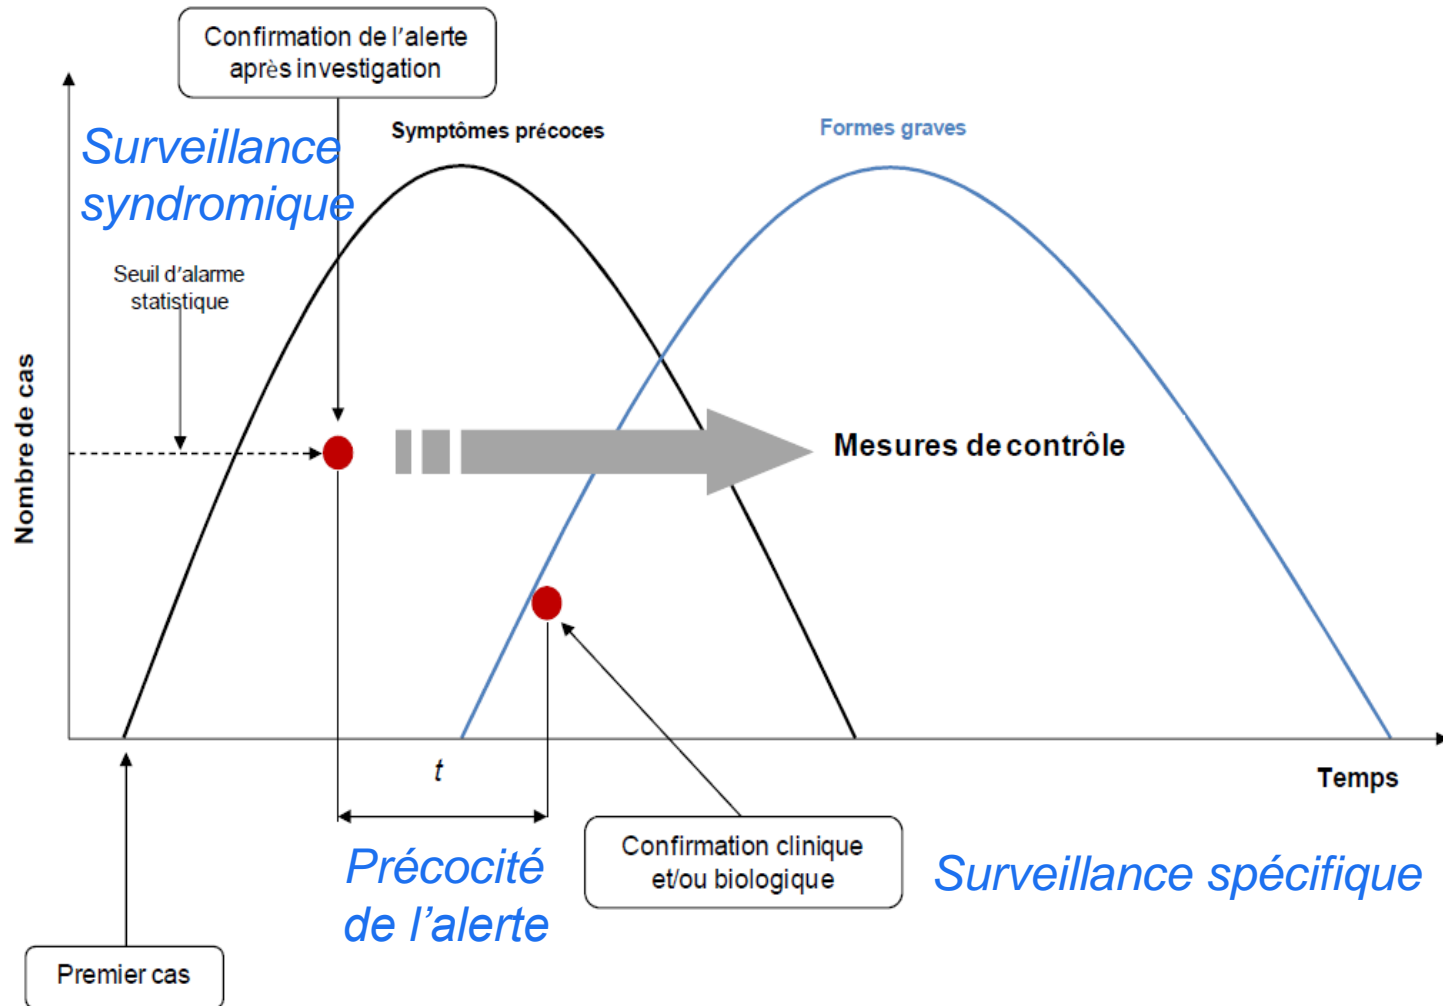 Confirmation de l'alerte
après investigation
Surveillance
syndromique
Symptômes précoces
Formes graves
Seuil d'alarme
statistique
Nombre de cas
Mesures de contrôle
t
Temps
Précocité
de l'alerte
Confirmation clinique
et/ou biologique
Surveillance spécifique
Premier cas